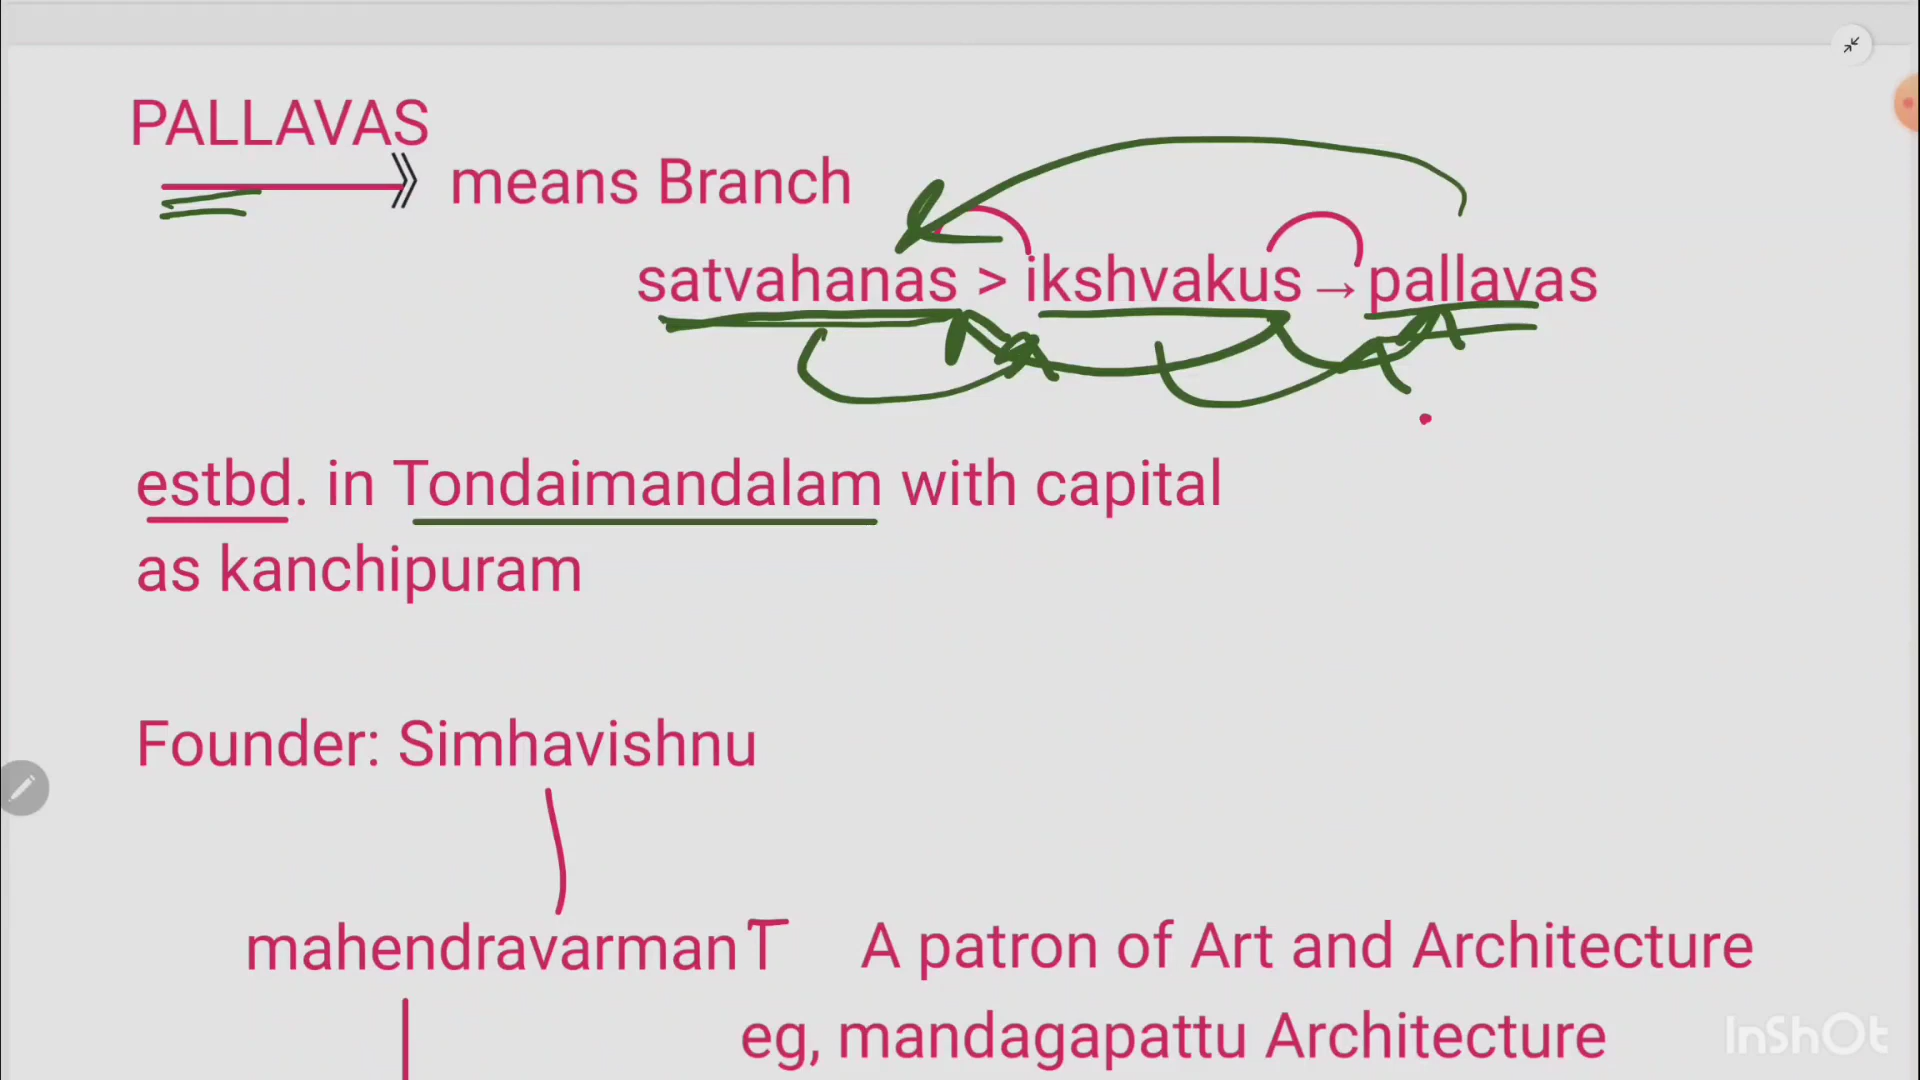 PALLAVAS
means Branch
satvahanas > ikshvakus → pallavas
estbd. in Tondaimandalam with capital
as kanchipuram
Founder: Simhavishnu
mahendravarman I A patron of Art and Architecture
eg, mandagapattu Architecture
InShOt